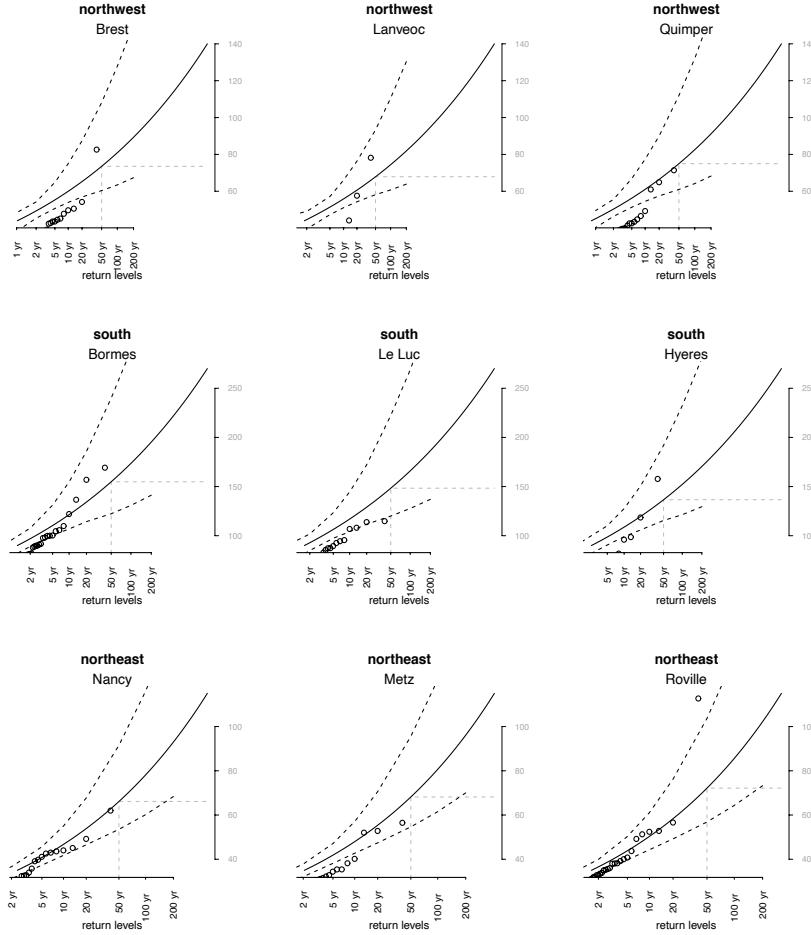 northwest
Brest
140
120
100
80
60
1 yr
2 yr
5 yr
10 yr
20 yr
50 yr
100 yr
200 yr
return levels
northwest
Lanveoc
140
120
100
80
60
2 yr
5 yr
10 yr
20 yr
50 yr
100 yr
200 yr
return levels
northwest
Quimper
80
60
1 yr
2 yr
5 yr
10 yr
20 yr
50 yr
100 yr
200 yr
return levels
south
Bormes
250
200
150
100
2 yr
5 yr
10 yr
20 yr
50 yr
100 yr
200 yr
return levels
south
Le Luc
250
200
150
100
2 yr
5 yr
10 yr
20 yr
50 yr
100 yr
200 yr
return levels
south
Hyeres
5 yr
10 yr
20 yr
50 yr
100 yr
200 yr
return levels
northeast
Nancy
100
80
60
40
2 yr
5 yr
10 yr
20 yr
50 yr
100 yr
200 yr
return levels
northeast
Metz
100
80
60
40
2 yr
5 yr
10 yr
20 yr
50 yr
100 yr
200 yr
return levels
northeast
Roville
80
60
40
2 yr
5 yr
10 yr
20 yr
50 yr
100 yr
200 yr
return levels